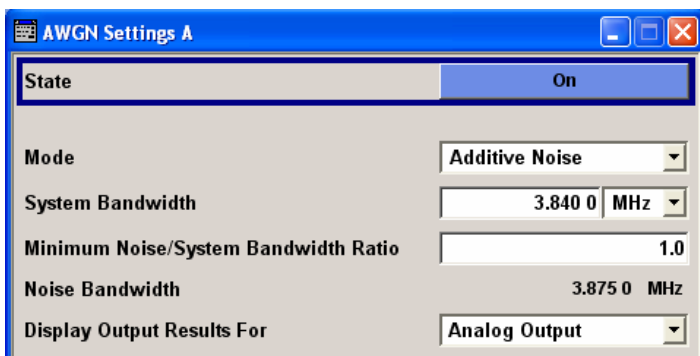 AWGN Settings A
State On
Mode Additive Noise
System Bandwidth 3.840 0 MHz
Minimum Noise/System Bandwidth Ratio 1.0
Noise Bandwidth 3.875 0 MHz
Display Output Results For Analog Output